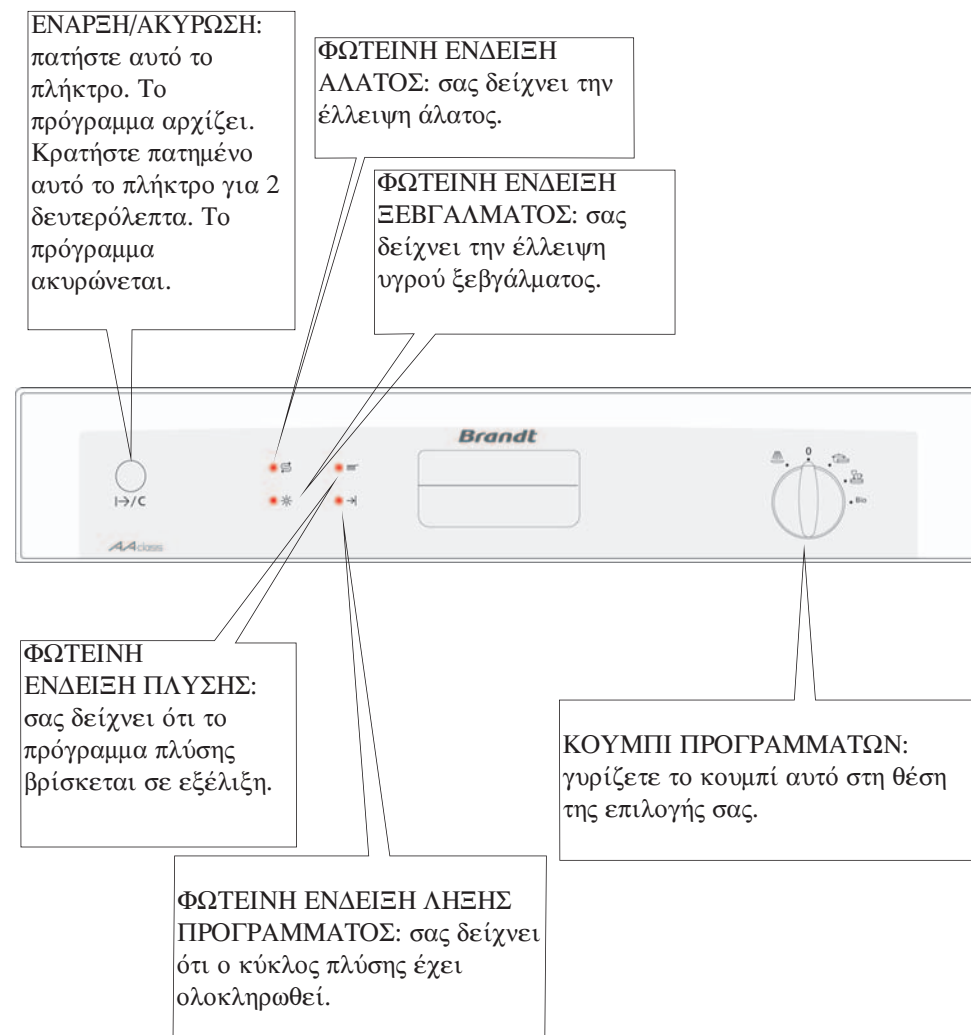 ΕΝΑΡΞΗ/ΑΚΥΡΩΣΗ:
πατήστε αυτό το
πλήκτρο. Το
πρόγραμμα αρχίζει.
Κρατήστε πατημένο
αυτό το πλήκτρο για 2
δευτερόλεπτα. Το
πρόγραμμα
ακυρώνεται.
ΦΩΤΕΙΝΗ ΕΝΔΕΙΞΗ
ΑΛΑΤΟΣ: σας δείχνει την
έλλειψη άλατος.
ΦΩΤΕΙΝΗ ΕΝΔΕΙΞΗ
ΞΕΒΓΑΛΜΑΤΟΣ: σας
δείχνει την έλλειψη
υγρού ξεβγάλματος.
Brandt
0
Bio
I→/C
AA class
ΦΩΤΕΙΝΗ
ΕΝΔΕΙΞΗ ΠΛΥΣΗΣ:
σας δείχνει ότι το
πρόγραμμα πλύσης
βρίσκεται σε εξέλιξη.
ΚΟΥΜΠΙ ΠΡΟΓΡΑΜΜΑΤΩΝ:
γυρίζετε το κουμπί αυτό στη θέση
της επιλογής σας.
ΦΩΤΕΙΝΗ ΕΝΔΕΙΞΗ ΛΗΞΗΣ
ΠΡΟΓΡΑΜΜΑΤΟΣ: σας δείχνει
ότι ο κύκλος πλύσης έχει
ολοκληρωθεί.